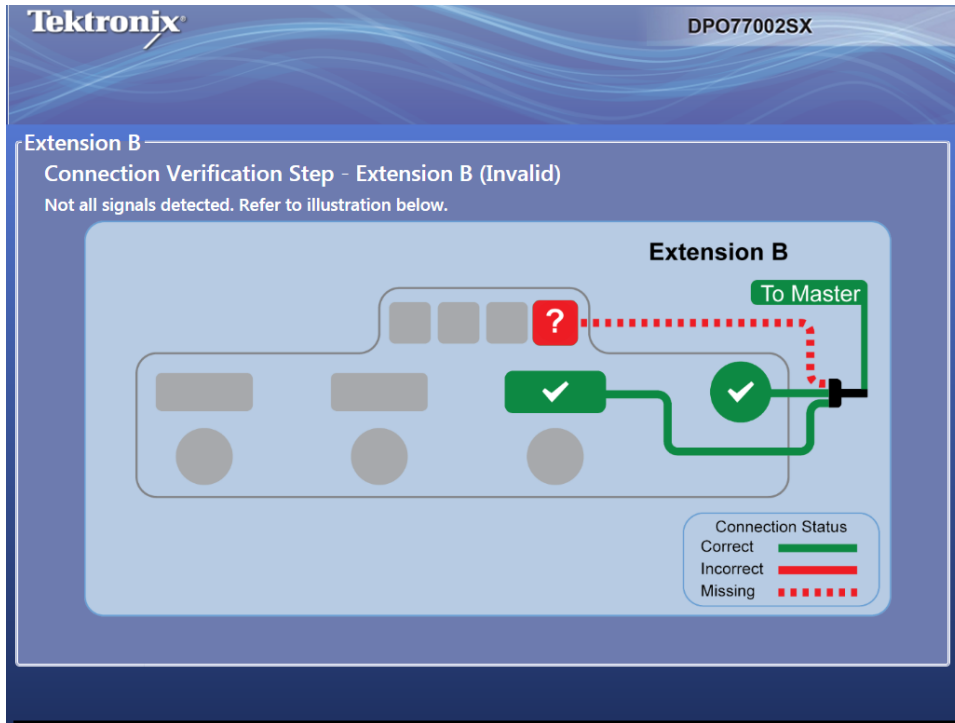 Tektronix®
DPO77002SX
Extension B
Connection Verification Step - Extension B (Invalid)
Not all signals detected. Refer to illustration below.
Extension B
To Master
?
Connection Status
Correct
Incorrect
Missing